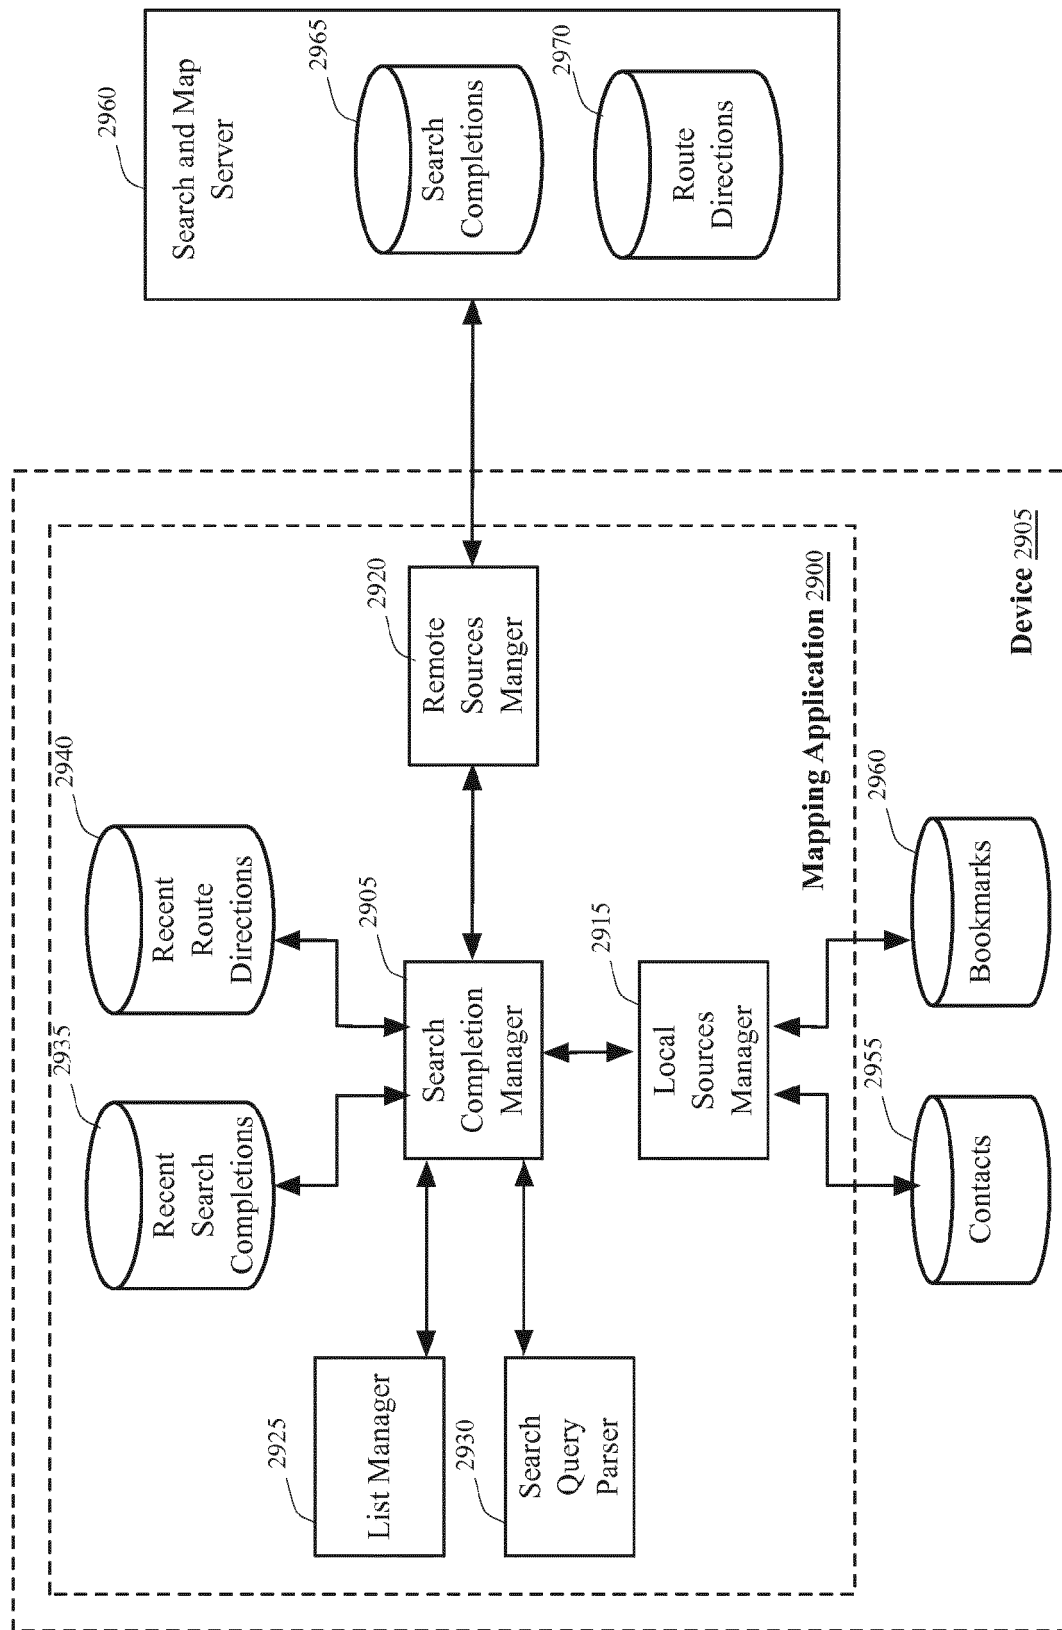 2960
Search and Map
Server
2965
Search
Completions
2970
Route
Directions
2920
Remote
Sources
Manger
2940
Recent
Route
Directions
2935
Recent
Search
Completions
2905
Search
Completion
Manager
2915
Local
Sources
Manager
2925
List Manager
2930
Search
Query
Parser
Mapping Application 2900
2960
Bookmarks
2955
Contacts
Device 2905